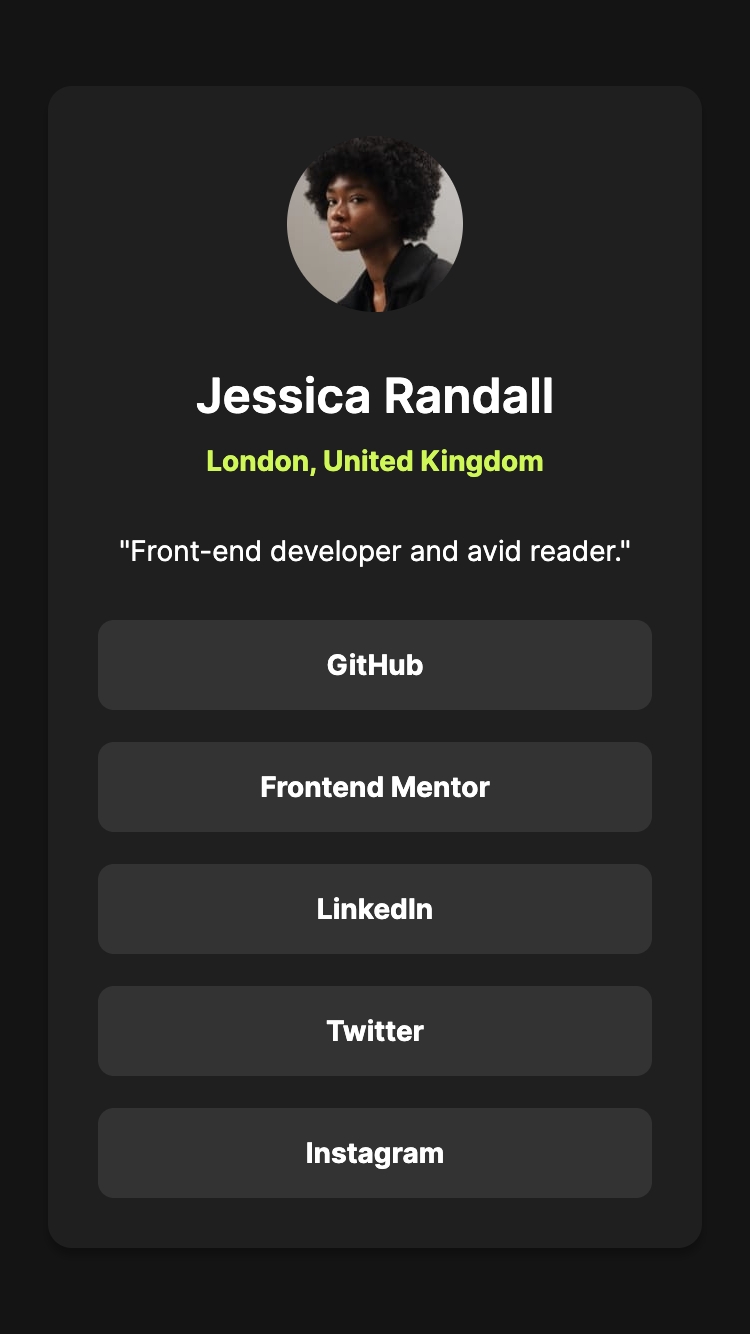 Jessica Randall
London, United Kingdom
"Front-end developer and avid reader."
GitHub
Frontend Mentor
LinkedIn
Twitter
Instagram